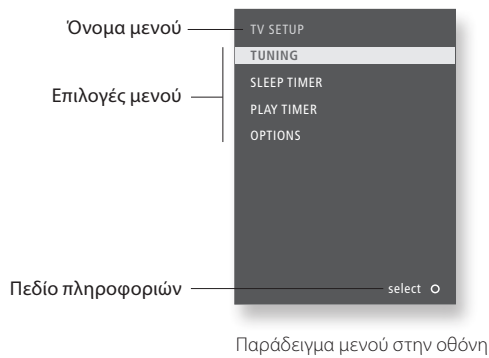 Όνομα μενού
TV SETUP
TUNING
Επιλογές μενού
SLEEP TIMER
PLAY TIMER
OPTIONS
Πεδίο πληροφοριών
select
Παράδειγμα μενού στην οθόνη